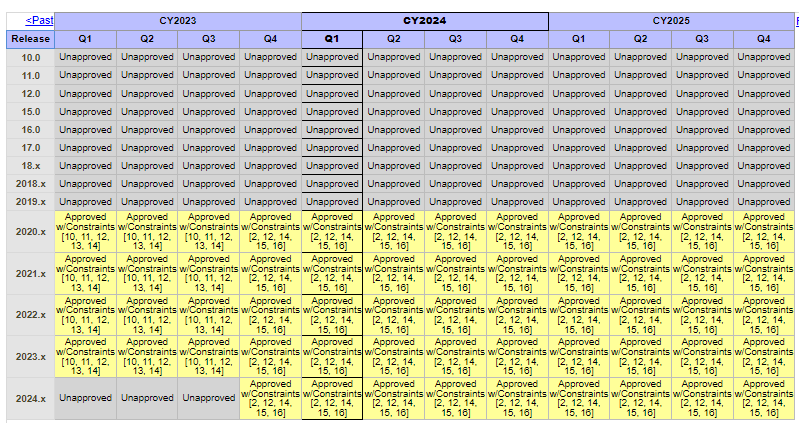 <Past CY2023 CY2024 CY2025
Release Q1 Q2 Q3 Q4 Q1 Q2 Q3 Q4 Q1 Q2 Q3 Q4
10.0 Unapproved Unapproved Unapproved Unapproved Unapproved Unapproved Unapproved Unapproved Unapproved Unapproved Unapproved Unapproved
11.0 Unapproved Unapproved Unapproved Unapproved Unapproved Unapproved Unapproved Unapproved Unapproved Unapproved Unapproved Unapproved
12.0 Unapproved Unapproved Unapproved Unapproved Unapproved Unapproved Unapproved Unapproved Unapproved Unapproved Unapproved Unapproved
15.0 Unapproved Unapproved Unapproved Unapproved Unapproved Unapproved Unapproved Unapproved Unapproved Unapproved Unapproved Unapproved
16.0 Unapproved Unapproved Unapproved Unapproved Unapproved Unapproved Unapproved Unapproved Unapproved Unapproved Unapproved Unapproved
17.0 Unapproved Unapproved Unapproved Unapproved Unapproved Unapproved Unapproved Unapproved Unapproved Unapproved Unapproved Unapproved
18.x Unapproved Unapproved Unapproved Unapproved Unapproved Unapproved Unapproved Unapproved Unapproved Unapproved Unapproved Unapproved
2018.x Unapproved Unapproved Unapproved Unapproved Unapproved Unapproved Unapproved Unapproved Unapproved Unapproved Unapproved Unapproved
2019.x Unapproved Unapproved Unapproved Unapproved Unapproved Unapproved Unapproved Unapproved Unapproved Unapproved Unapproved Unapproved
Approved Approved Approved Approved Approved Approved Approved Approved Approved Approved Approved Approved
w/Constraints w/Constraints w/Constraints w/Constraints w/Constraints w/Constraints w/Constraints w/Constraints w/Constraints w/Constraints w/Constraints w/Constraints
2020.x [10, 11, 12, [10, 11, 12, [10, 11, 12, [2, 12, 14, [2, 12, 14, [2, 12, 14, [2, 12, 14, [2, 12, 14, [2, 12, 14, [2, 12, 14, [2, 12, 14, [2, 12, 14,
13, 14] 13, 14] 13, 14] 15, 16] 15, 16] 15, 16] 15, 16] 15, 16] 15, 16] 15, 16] 15, 16] 15, 16]
Approved Approved Approved Approved Approved Approved Approved Approved Approved Approved Approved Approved
w/Constraints w/Constraints w/Constraints w/Constraints w/Constraints w/Constraints w/Constraints w/Constraints w/Constraints w/Constraints w/Constraints w/Constraints
2021.x [10, 11, 12, [10, 11, 12, [10, 11, 12, [2, 12, 14, [2, 12, 14, [2, 12, 14, [2, 12, 14, [2, 12, 14, [2, 12, 14, [2, 12, 14, [2, 12, 14, [2, 12, 14,
13, 14] 13, 14] 13, 14] 15, 16] 15, 16] 15, 16] 15, 16] 15, 16] 15, 16] 15, 16] 15, 16] 15, 16]
Approved Approved Approved Approved Approved Approved Approved Approved Approved Approved Approved Approved
w/Constraints w/Constraints w/Constraints w/Constraints w/Constraints w/Constraints w/Constraints w/Constraints w/Constraints w/Constraints w/Constraints w/Constraints
2022.x [10, 11, 12, [10, 11, 12, [10, 11, 12, [2, 12, 14, [2, 12, 14, [2, 12, 14, [2, 12, 14, [2, 12, 14, [2, 12, 14, [2, 12, 14, [2, 12, 14, [2, 12, 14,
13, 14] 13, 14] 13, 14] 15, 16] 15, 16] 15, 16] 15, 16] 15, 16] 15, 16] 15, 16] 15, 16] 15, 16]
Approved Approved Approved Approved Approved Approved Approved Approved Approved Approved Approved Approved
w/Constraints w/Constraints w/Constraints w/Constraints w/Constraints w/Constraints w/Constraints w/Constraints w/Constraints w/Constraints w/Constraints w/Constraints
2023.x [10, 11, 12, [10, 11, 12, [10, 11, 12, [2, 12, 14, [2, 12, 14, [2, 12, 14, [2, 12, 14, [2, 12, 14, [2, 12, 14, [2, 12, 14, [2, 12, 14, [2, 12, 14,
13, 14] 13, 14] 13, 14] 15, 16] 15, 16] 15, 16] 15, 16] 15, 16] 15, 16] 15, 16] 15, 16] 15, 16]
Approved Approved Approved Approved Approved Approved Approved Approved Approved
w/Constraints w/Constraints w/Constraints w/Constraints w/Constraints w/Constraints w/Constraints w/Constraints w/Constraints
2024.x Unapproved Unapproved Unapproved [2, 12, 14, [2, 12, 14, [2, 12, 14, [2, 12, 14, [2, 12, 14, [2, 12, 14, [2, 12, 14, [2, 12, 14, [2, 12, 14,
15, 16] 15, 16] 15, 16] 15, 16] 15, 16] 15, 16] 15, 16] 15, 16] 15, 16]